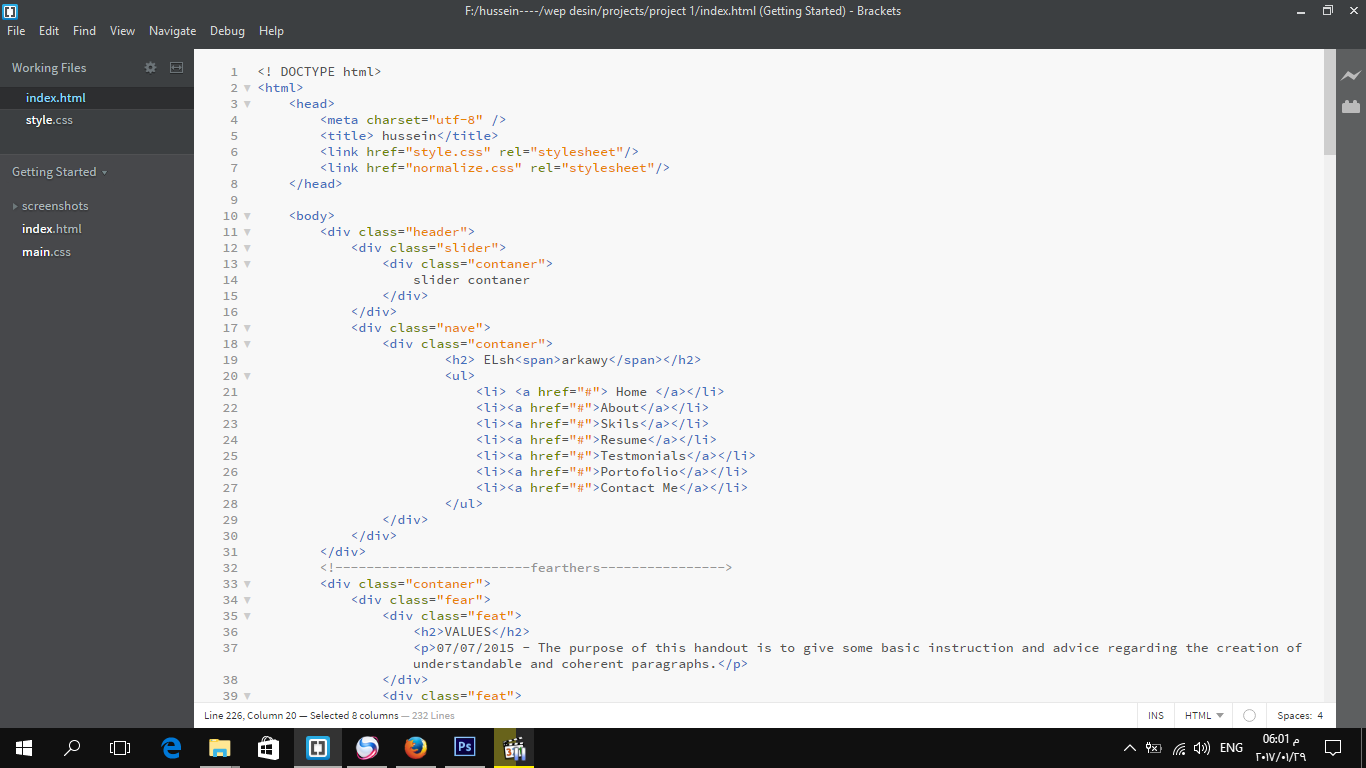 F:/hussein----/wep desin/projects/project 1/index.html (Getting Started) - Brackets
File Edit Find View Navigate Debug Help
Working Files
index.html
style.css
Getting Started
screenshots
index.html
main.css
1 <! DOCTYPE html>
2 <html>
3 <head>
4 <meta charset="utf-8" />
5 <title> hussein</title>
6 <link href="style.css" rel="stylesheet"/>
7 <link href="normalize.css" rel="stylesheet"/>
8 </head>
9
10 <body>
11 <div class="header">
12 <div class="slider">
13 <div class="contaner">
14 slider contaner
15 </div>
16 </div>
17 <div class="nave">
18 <div class="contaner">
19 <h2> ELsh<span>arkawy</span></h2>
20 <ul>
21 <li> <a href="#"> Home </a></li>
22 <li><a href="#">About</a></li>
23 <li><a href="#">Skils</a></li>
24 <li><a href="#">Resume</a></li>
25 <li><a href="#">Testmonials</a></li>
26 <li><a href="#">Portofolio</a></li>
27 <li><a href="#">Contact Me</a></li>
28 </ul>
29 </div>
30 </div>
31 </div>
32 <!-------------------------fearthers---------------->
33 <div class="contaner">
34 <div class="fear">
35 <div class="feat">
36 <h2>VALUES</h2>
37 <p>07/07/2015 - The purpose of this handout is to give some basic instruction and advice regarding the creation of
understandable and coherent paragraphs.</p>
38 </div>
39 <div class="feat">
Line 226, Column 20 — Selected 8 columns — 232 Lines
INS HTML Spaces: 4
Ps
ENG
06:01 م
٢٠١٧/٠١/٢٩